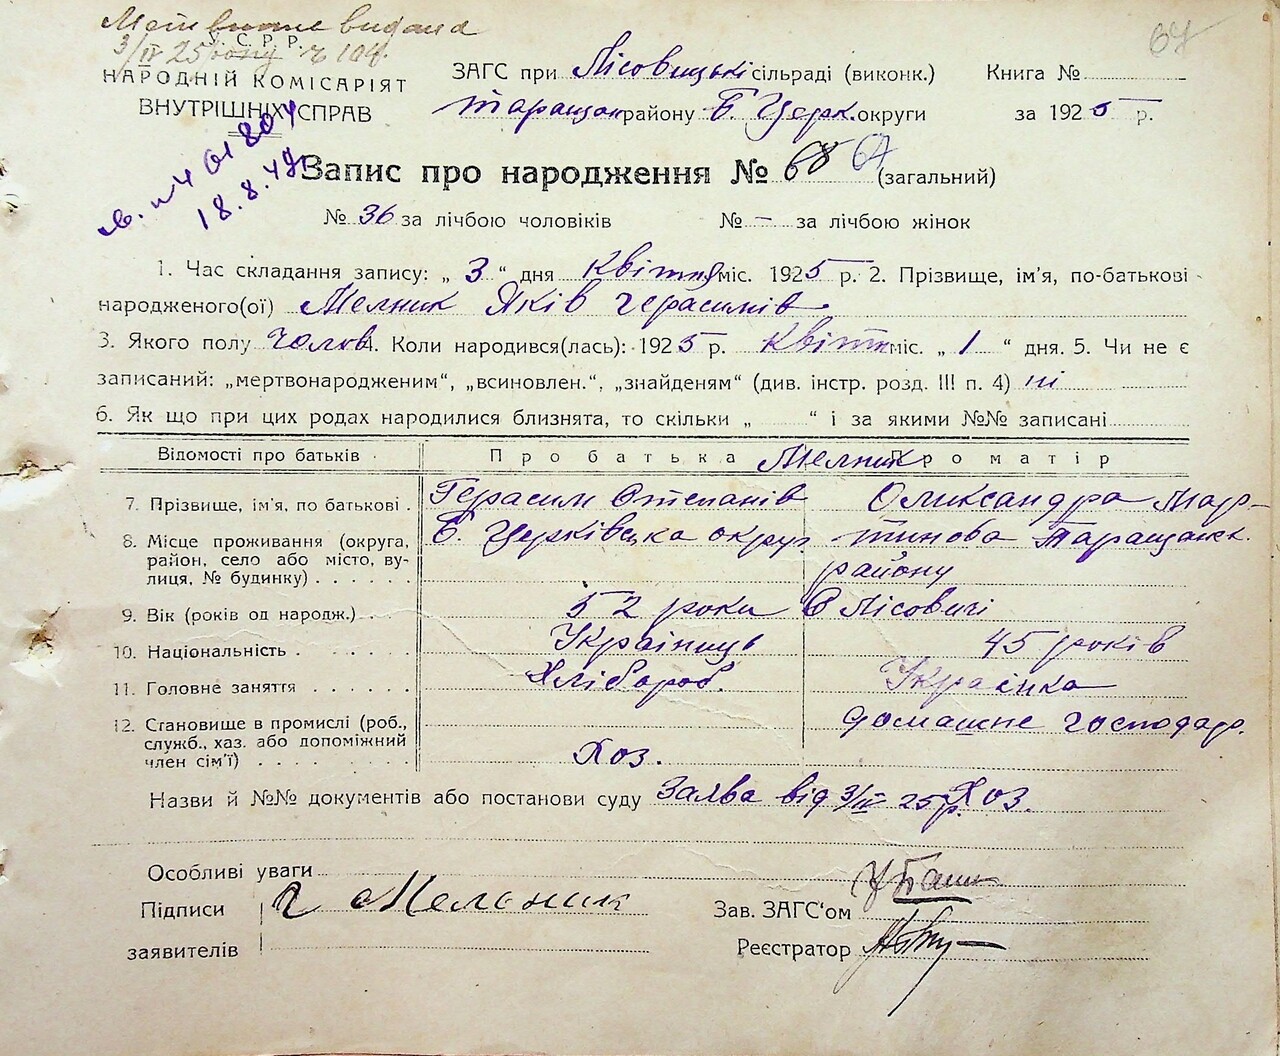 видана 67
3/IV 25 року ч 104
У. С. Р. Р.
НАРОДНІЙ КОМІСАРІЯТ
ВНУТРІШНІХ СПРАВ
ЗАГС при Лісовицькі сільраді (виконк.) Книга №
Таращан району Б Церк. округи за 1925 р.
18.8.49
Запис про народження № 68 67 (загальний)
№ 36 за лічбою чоловіків № – за лічбою жінок
1. Час складання запису: „ 3 “ дня Квітня міс. 1925 р. 2. Прізвище, ім'я, по-батькові
народженого(ої) Мелник Яків Герасимів
3. Якого полу Чолов. 4. Коли народився(лась): 1925 р. Квітня міс. „ 1 “ дня. 5. Чи не є
записаний: „мертвонародженим“, „всиновлен.“, „знайденям“ (див. інстр. розд. III п. 4) ні
6. Як що при цих родах народилися близнята, то скільки „ “ і за якими №№ записані
Відомості про батьків Про батька Мелник Про матір
7. Прізвище, ім'я, по батькові . Герасим Степанів Олександра Мар-
8. Місце проживання (округа, район, село або місто, вулиця, № будинку) . . . . . Б. Церківська округ. тинова Таращанск.
району
9. Вік (років од народж.) . . 52 роки С Лісовичі
10. Національність . . . . . Українець 45 років
11. Головне заняття . . . . . . Хлібороб. Українка
12. Становище в промислі (роб., служб., хаз. або допоміжний член сім'ї) . . . . . . Хоз. домашне господар.
Назви й №№ документів або постанови суду Заява від 3/IV 25 р. Хоз.
Особливі уваги
Підписи Г Мельник Зав. ЗАГС'ом
заявителів Реєстратор